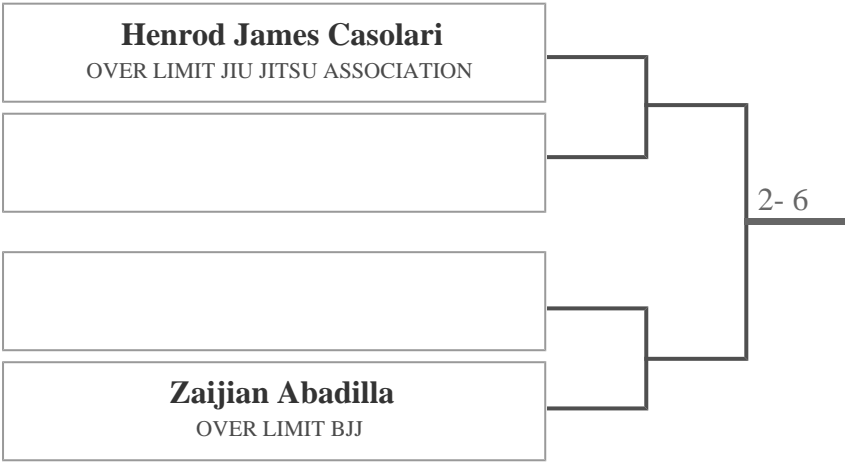 Henrod James Casolari
OVER LIMIT JIU JITSU ASSOCIATION
2- 6
Zaijian Abadilla
OVER LIMIT BJJ